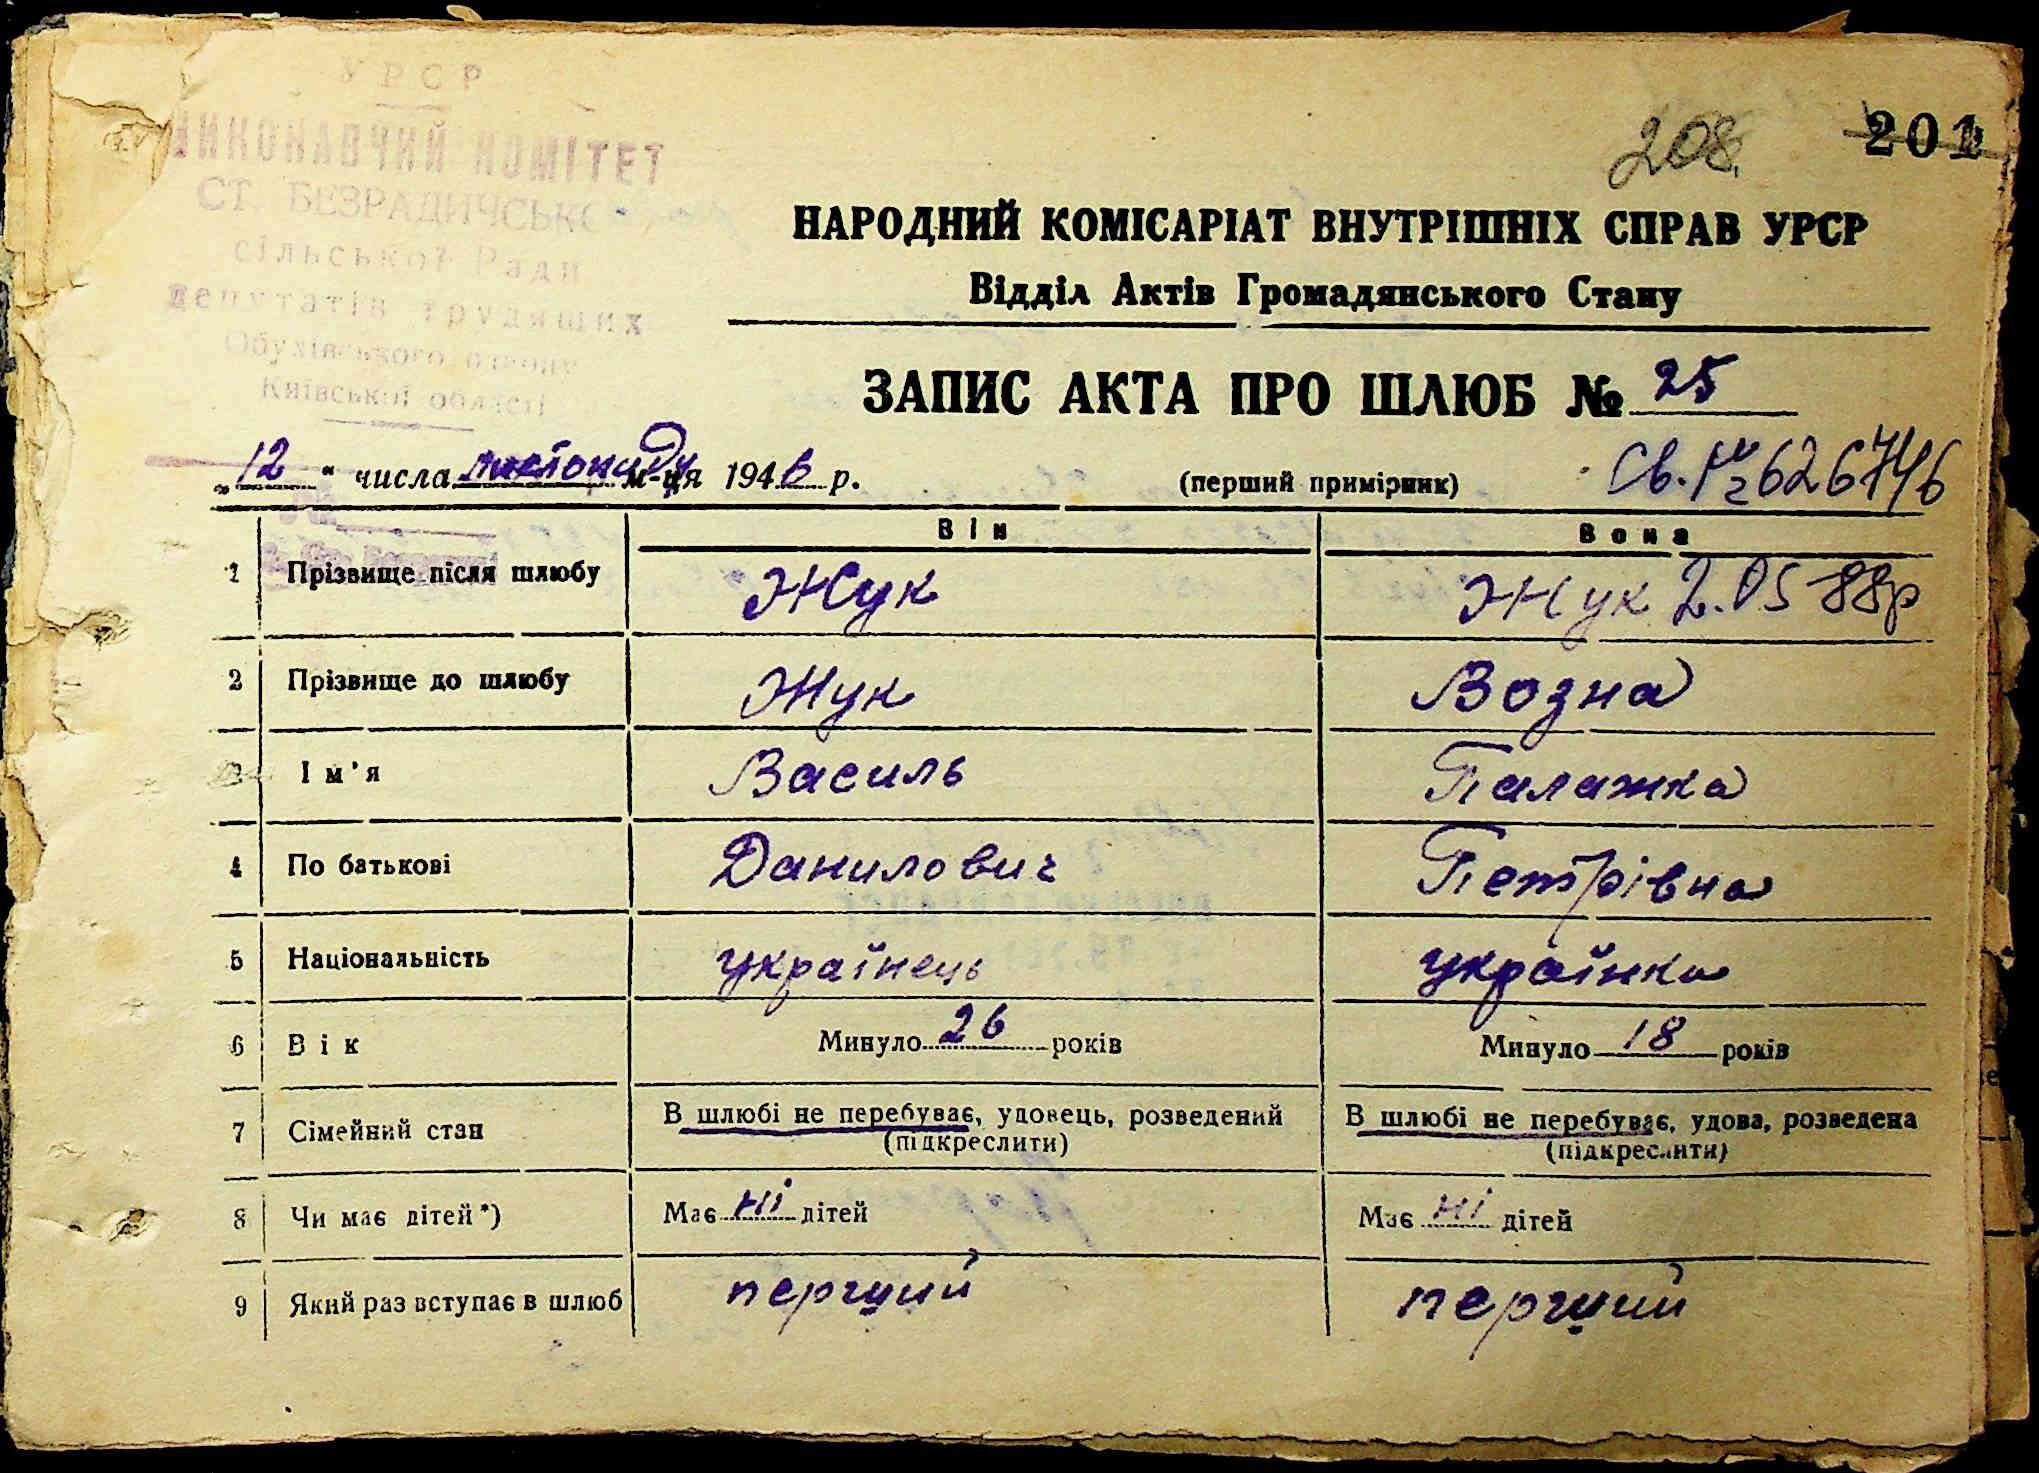 УРСР
ВИКОНАВЧИЙ КОМІТЕТ
СТ. БЕЗРАДИЧСЬКО
сільської Ради
депутатів трудящих
Обухівського району
Київської області
208.
201
НАРОДНИЙ КОМІСАРІАТ ВНУТРІШНІХ СПРАВ УРСР
Відділ Актів Громадянського Стану
ЗАПИС АКТА ПРО ШЛЮБ № 25
„12" числа листопаду м-ця 1946 р. (перший примірник)
Він Вона
1 Прізвище після шлюбу Жук Жук 2.05 88р
2 Прізвище до шлюбу Жук Возна
3 Ім'я Василь Палажка
4 По батькові Данилович Петрівна
5 Національність українець українка
6 Вік Минуло 26 років Минуло 18 років
7 Сімейний стан В шлюбі не перебуває, удовець, розведений В шлюбі не перебуває, удова, розведена
(підкреслити) (підкреслити)
8 Чи має дітей*) Має ні дітей Має ні дітей
9 Який раз вступає в шлюб перший перший